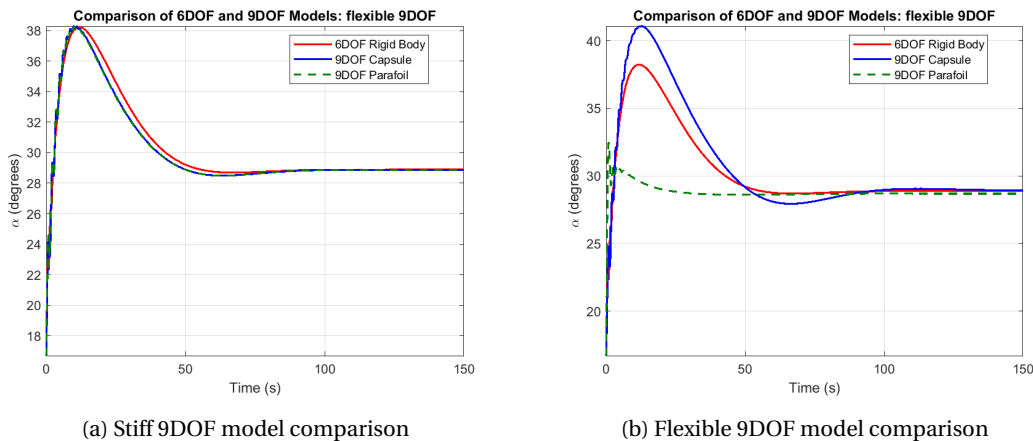 Comparison of 6DOF and 9DOF Models: flexible 9DOF
38
36
34
32
30
28
26
24
22
20
18
α (degrees)
6DOF Rigid Body
9DOF Capsule
9DOF Parafoil
0
50
100
150
Time (s)
(a) Stiff 9DOF model comparison
Comparison of 6DOF and 9DOF Models: flexible 9DOF
40
35
30
25
20
α (degrees)
6DOF Rigid Body
9DOF Capsule
9DOF Parafoil
0
50
100
150
Time (s)
(b) Flexible 9DOF model comparison